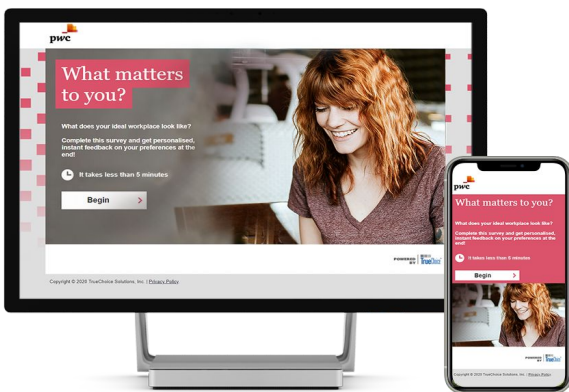 pwc
What matters
to you?
What does your ideal workplace look like?
Complete this survey and get personalised,
instant feedback on your preferences at the
end!
It takes less than 5 minutes
Begin
POWERED
BY
TrueChoice
Copyright © 2020 TrueChoice Solutions, Inc. | Privacy Policy
pwc
What matters to you?
What does your ideal workplace look like?
Complete this survey and get personalised,
instant feedback on your preferences at the
end!
It takes less than 5 minutes
Begin
POWERED
BY
TrueChoice
Copyright © 2020 TrueChoice Solutions, Inc. | Privacy Policy